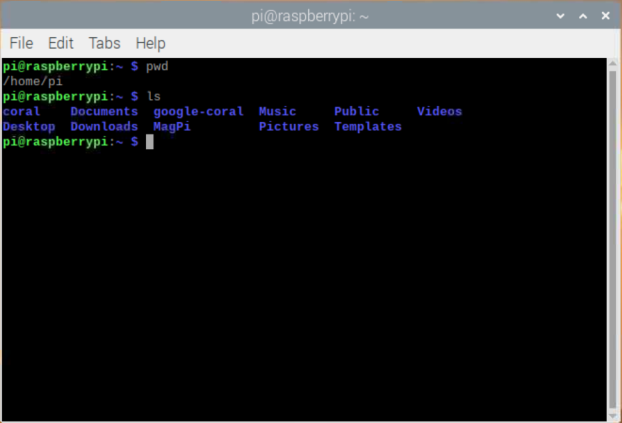 pi@raspberrypi: ~
File Edit Tabs Help
pi@raspberrypi:~ $ pwd
/home/pi
pi@raspberrypi:~ $ ls
coral Documents google-coral Music Public Videos
Desktop Downloads MagPi Pictures Templates
pi@raspberrypi:~ $